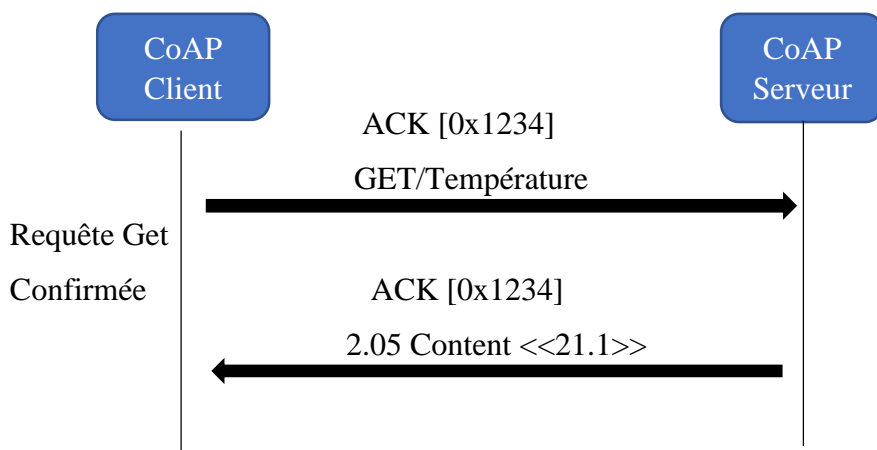 CoAP
Client
CoAP
Serveur
ACK [0x1234]
GET/Température
Requête Get
Confirmée
ACK [0x1234]
2.05 Content <<21.1>>